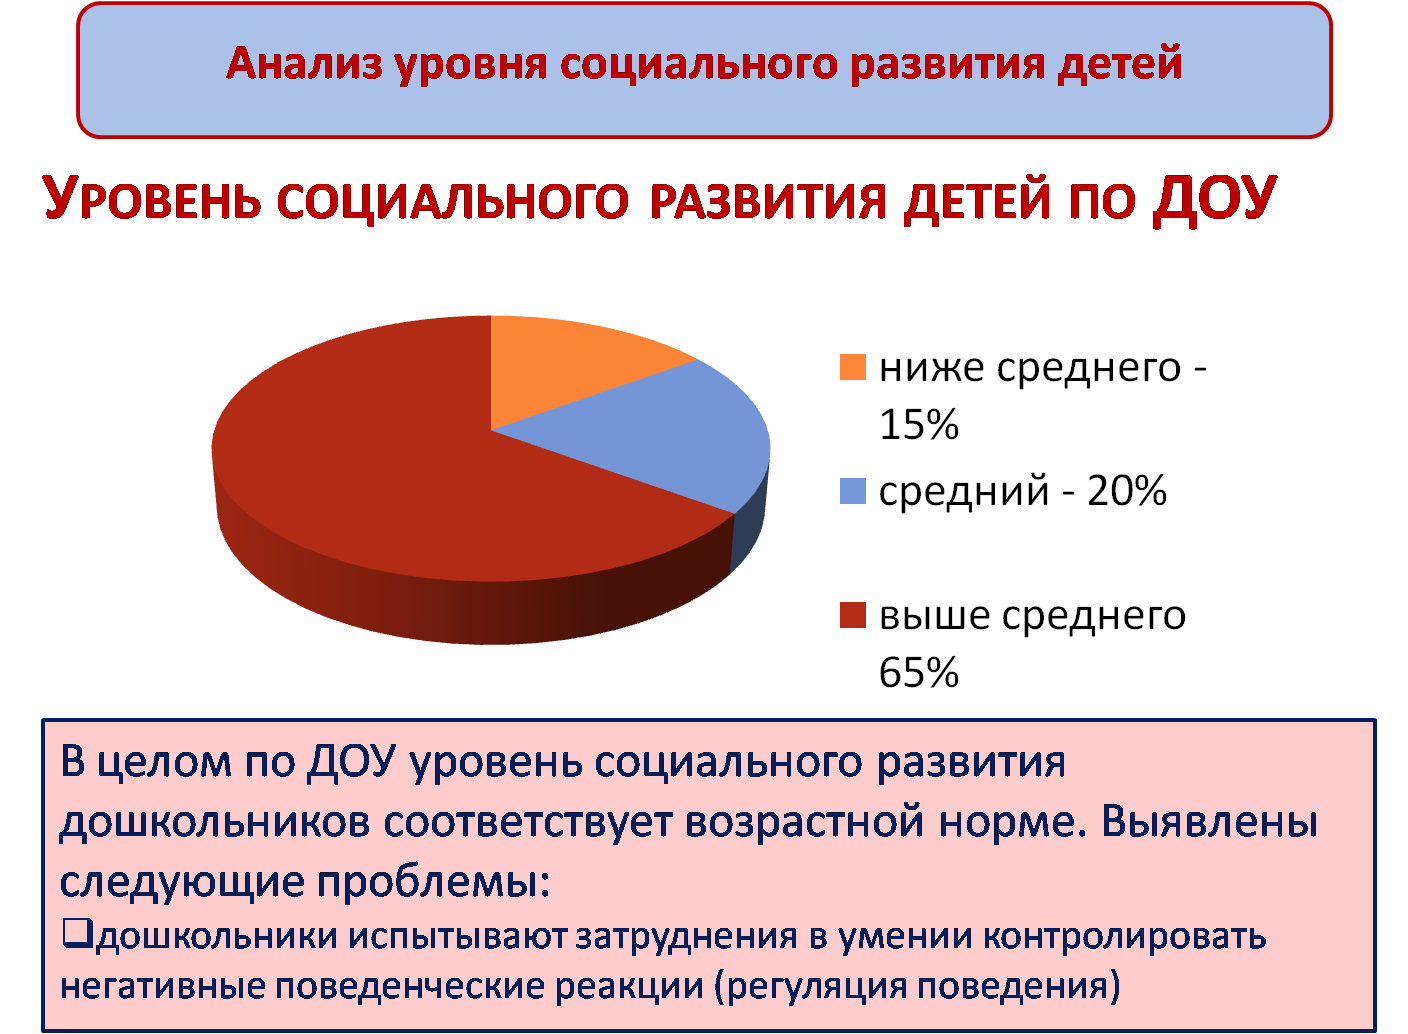 Анализ уровня социального развития детей
Уровень социального развития детей по ДОУ
ниже среднего -
15%
средний - 20%
выше среднего
65%
В целом по ДОУ уровень социального развития
дошкольников соответствует возрастной норме. Выявлены
следующие проблемы:
❑дошкольники испытывают затруднения в умении контролировать
негативные поведенческие реакции (регуляция поведения)